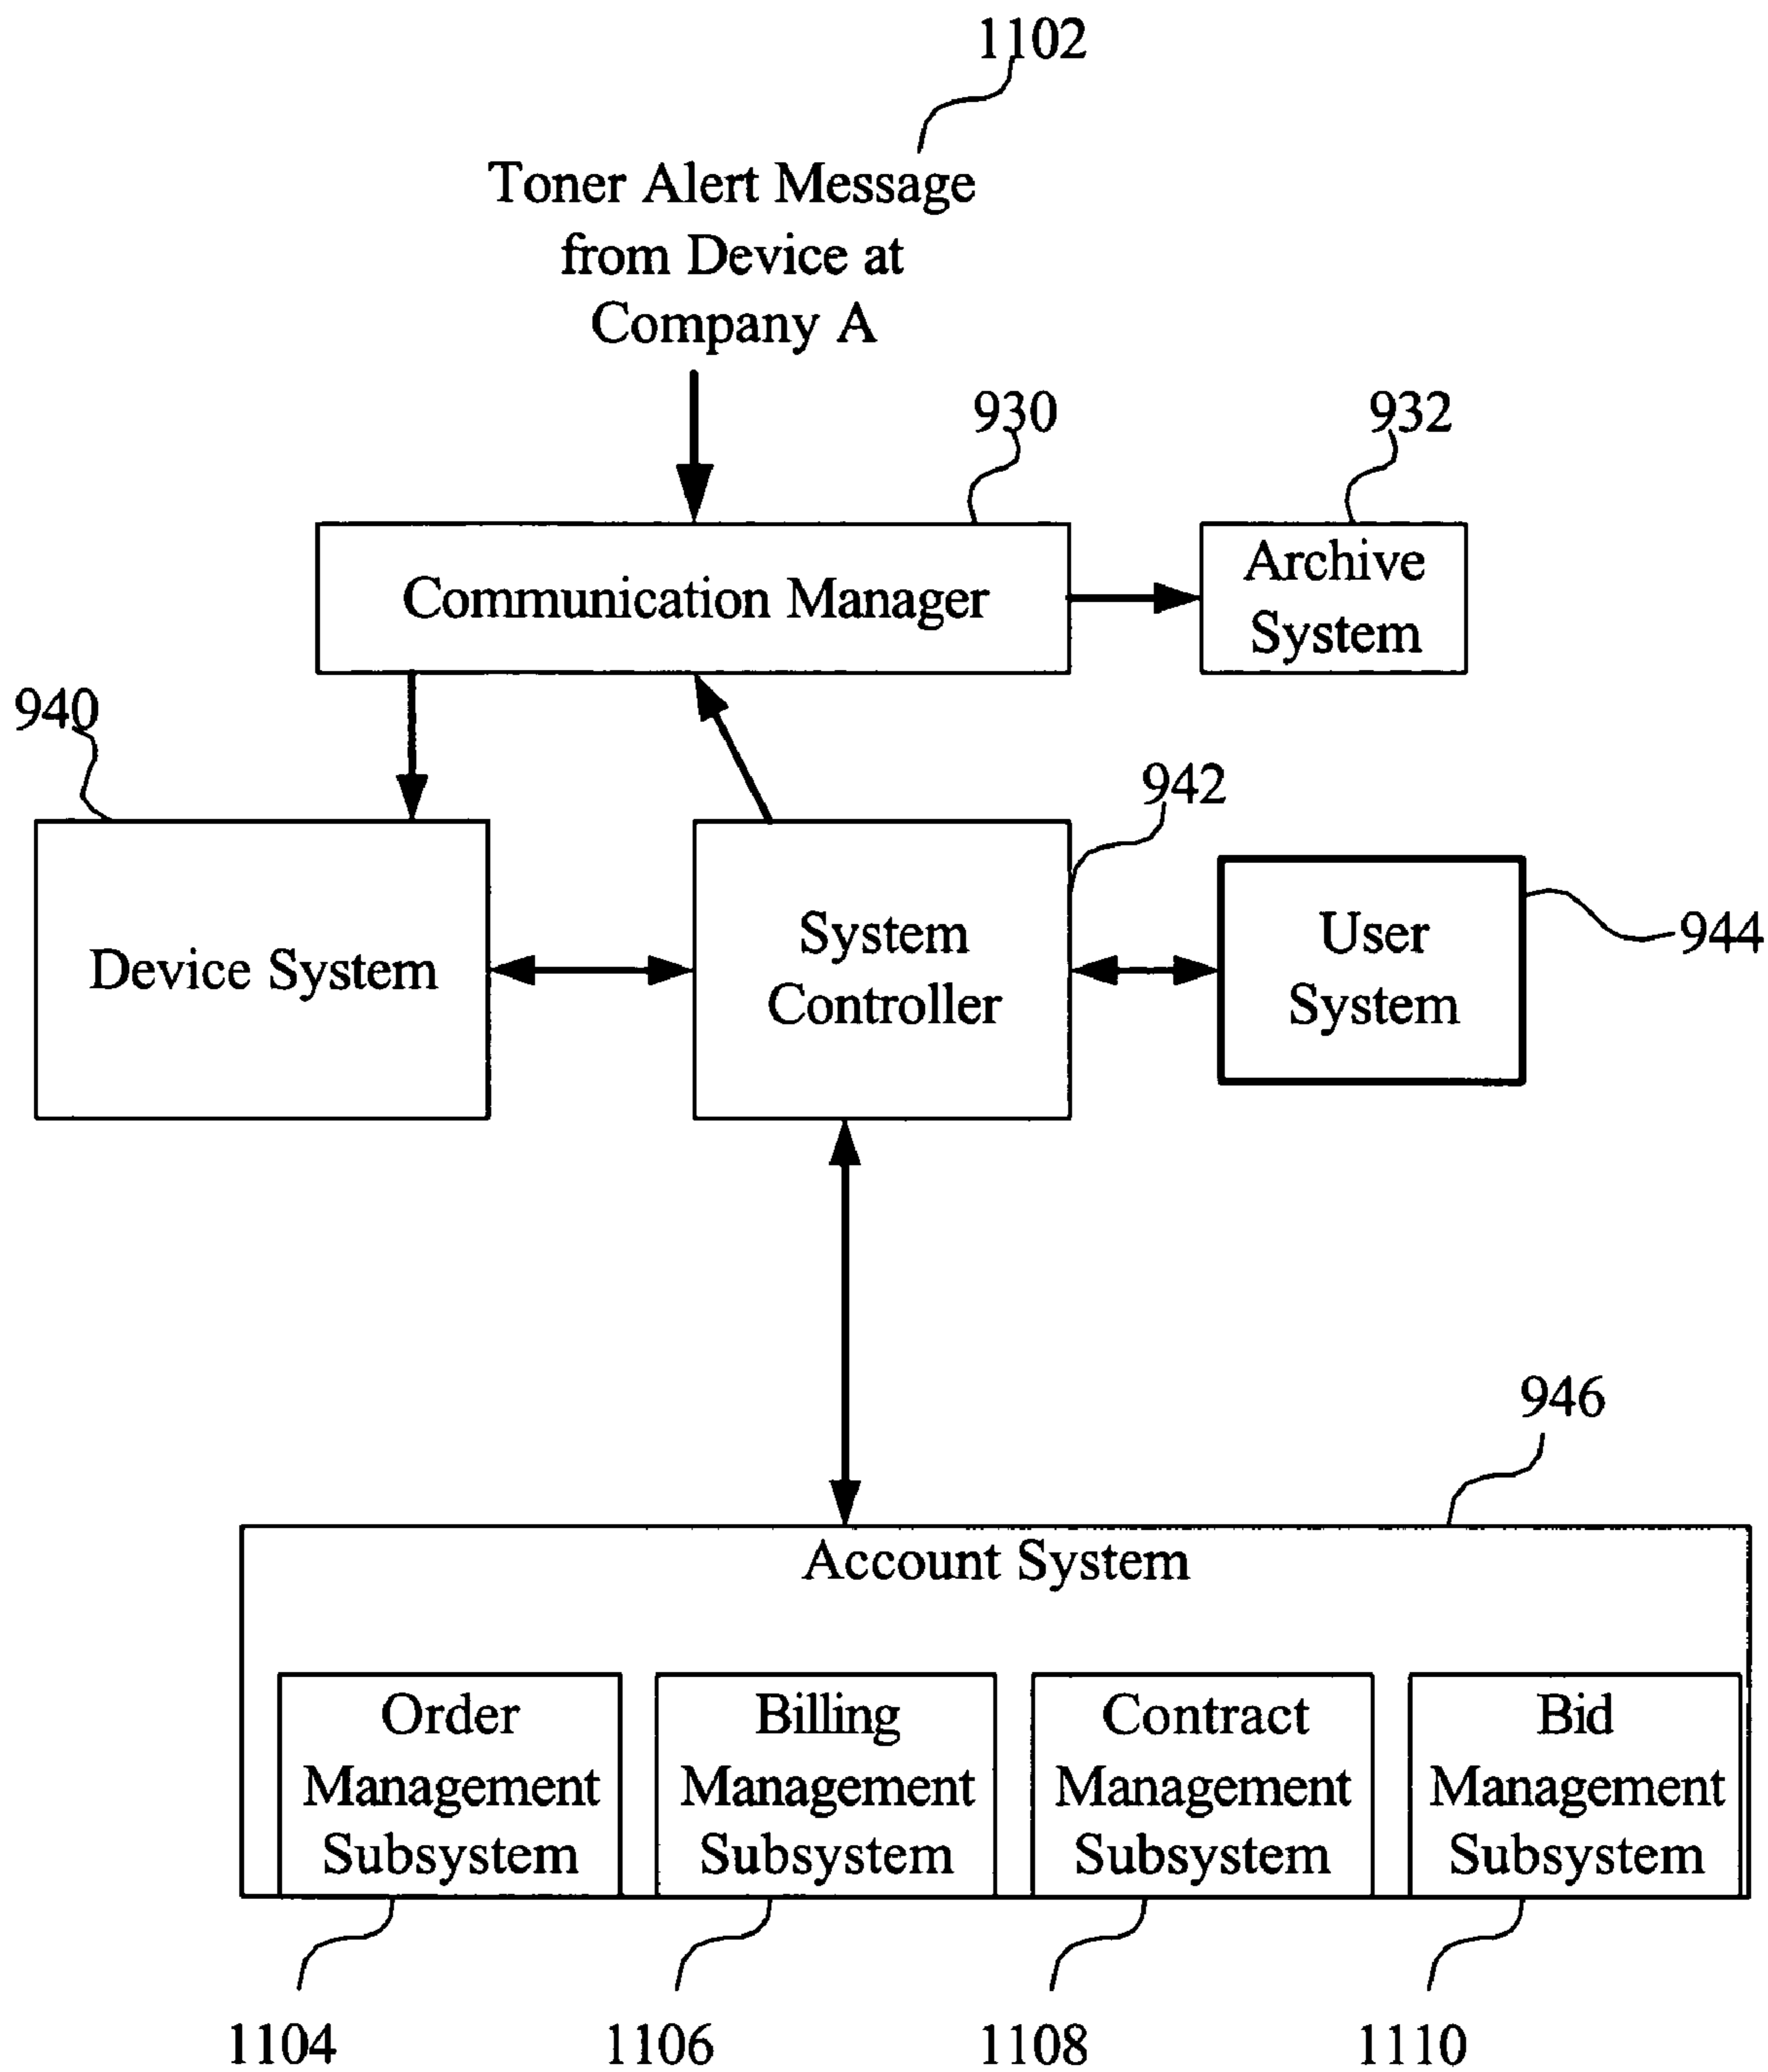 1102
Toner Alert Message
from Device at
Company A
930
932
Communication Manager
Archive
System
940
942
Device System
System
Controller
User
System
944
946
Account System
Order
Management
Subsystem
Billing
Management
Subsystem
Contract
Management
Subsystem
Bid
Management
Subsystem
1104
1106
1108
1110